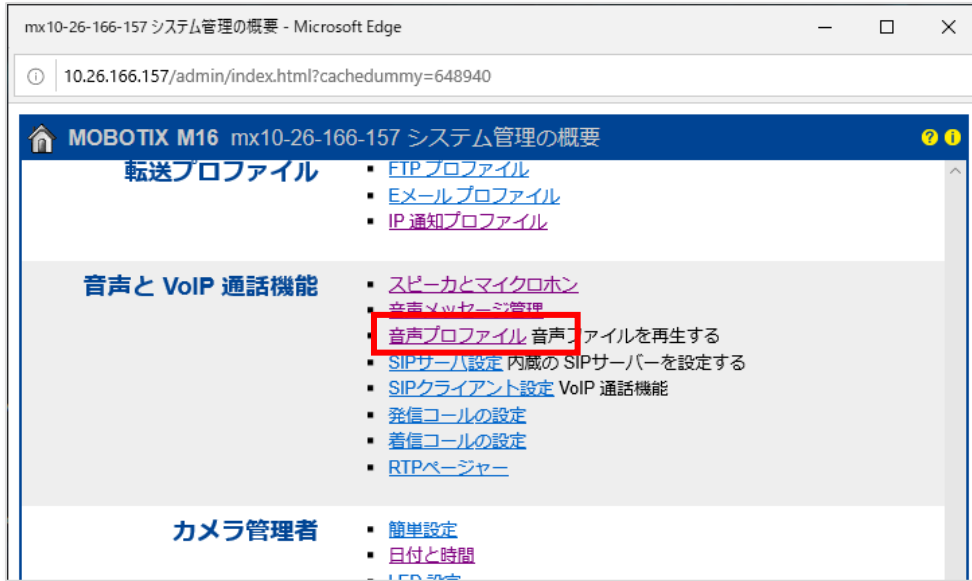 mx10-26-166-157 システム管理の概要 - Microsoft Edge
10.26.166.157/admin/index.html?cachedummy=648940
MOBOTIX M16 mx10-26-166-157 システム管理の概要
転送プロファイル
FTP プロファイル
Eメール プロファイル
IP 通知プロファイル
音声と VoIP 通話機能
スピーカとマイクロホン
音声メッセージ管理
音声プロファイル 音声ファイルを再生する
SIPサーバ設定 内蔵の SIPサーバーを設定する
SIPクライアント設定 VoIP 通話機能
発信コールの設定
着信コールの設定
RTPページャー
カメラ管理者
簡単設定
日付と時間
LED 設定